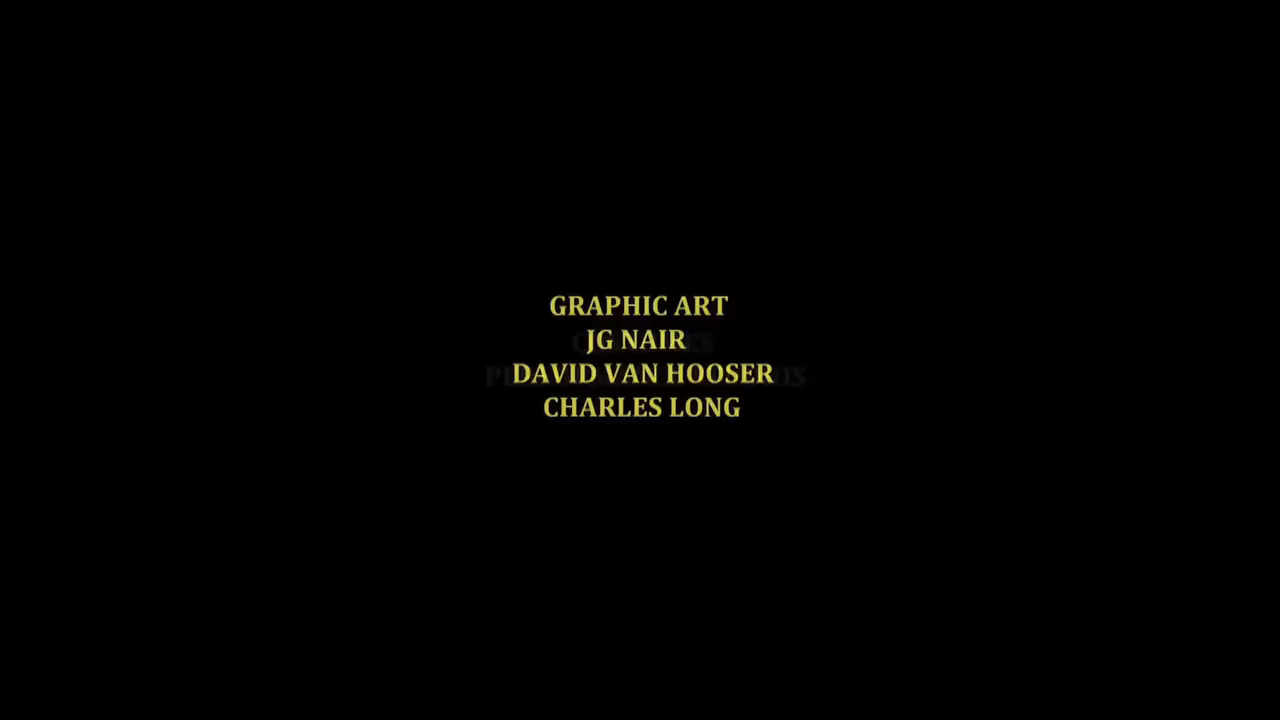 GRAPHIC ART
JG NAIR
DAVID VAN HOOSER
CHARLES LONG